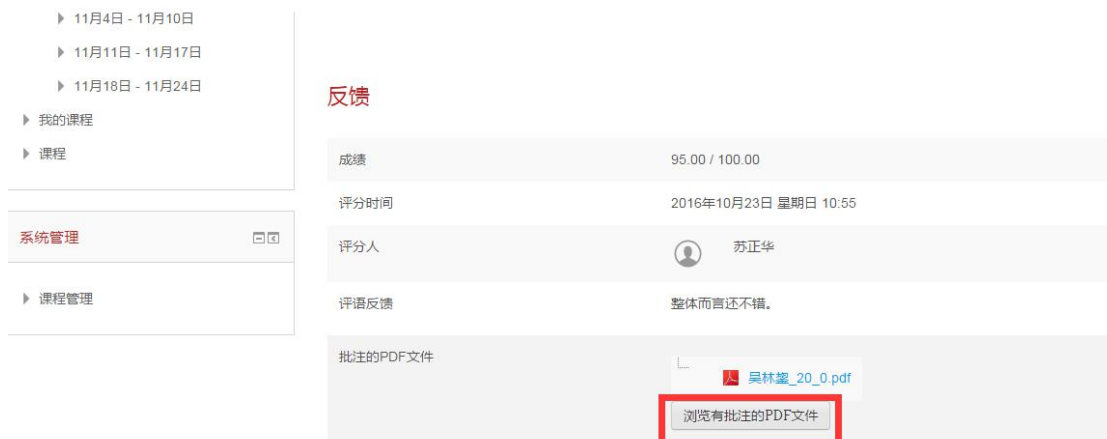 11月4日 - 11月10日
11月11日 - 11月17日
11月18日 - 11月24日
我的课程
课程
系统管理
课程管理
反馈
成绩
95.00 / 100.00
评分时间
2016年10月23日 星期日 10:55
评分人
苏正华
评语反馈
整体而言还不错。
批注的PDF文件
吴林鋆_20_0.pdf
浏览有批注的PDF文件